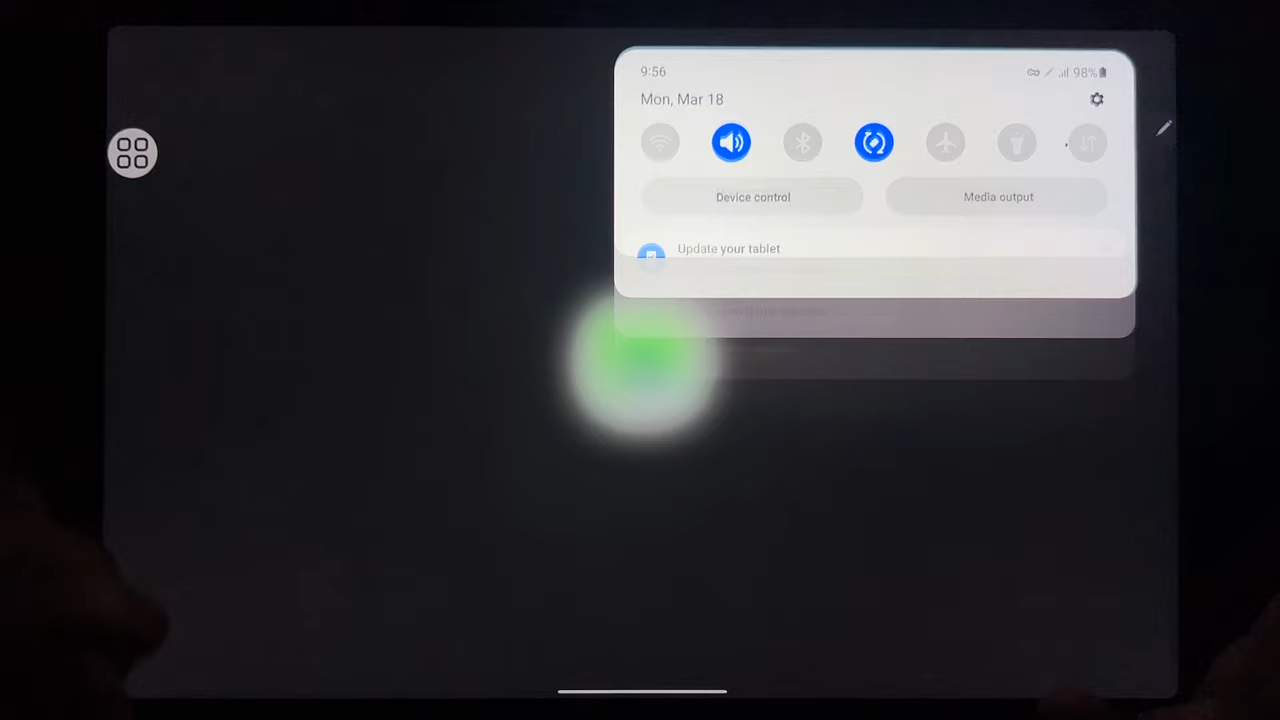 9:56
98%
Mon, Mar 18
Device control
Media output
Update your tablet